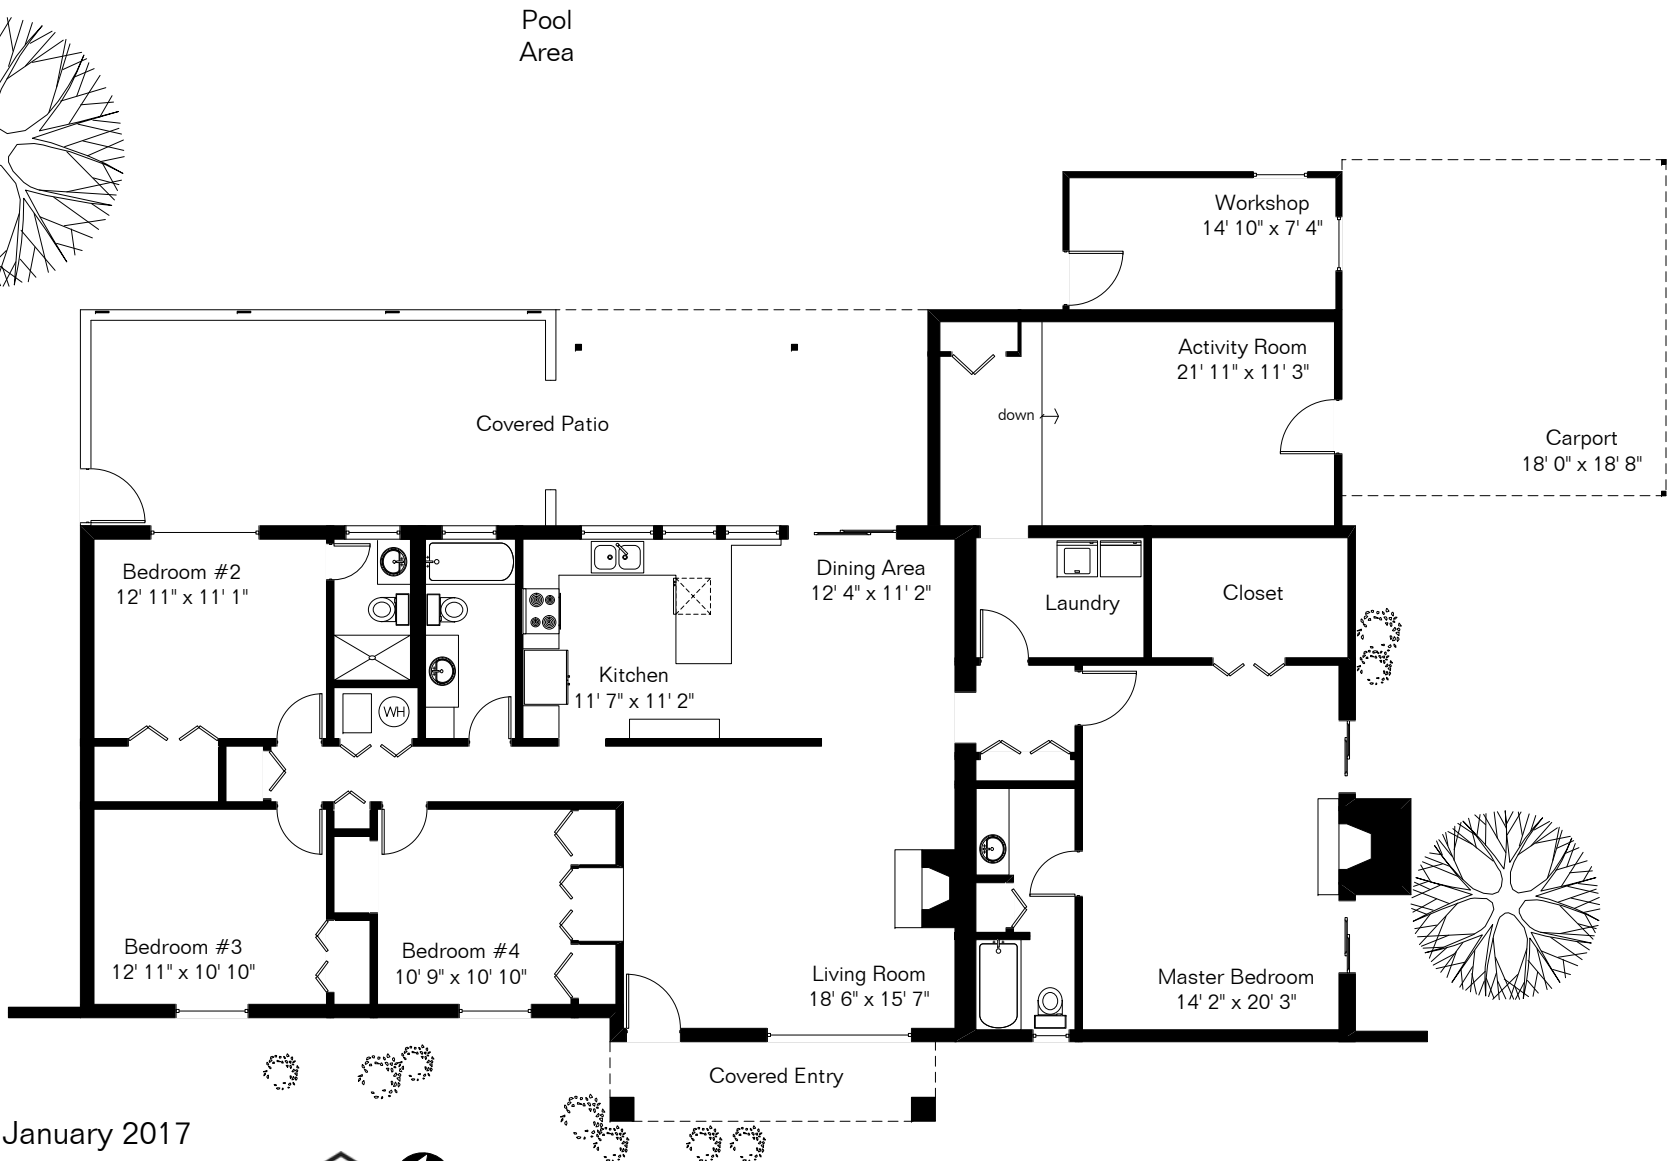 Pool
Area
Workshop
14' 10" x 7' 4"
Activity Room
21' 11" x 11' 3"
down
Covered Patio
Carport
18' 0" x 18' 8"
Bedroom #2
12' 11" x 11' 1"
Dining Area
12' 4" x 11' 2"
Laundry
Closet
Kitchen
11' 7" x 11' 2"
WH
Bedroom #3
12' 11" x 10' 10"
Bedroom #4
10' 9" x 10' 10"
Living Room
18' 6" x 15' 7"
Master Bedroom
14' 2" x 20' 3"
Covered Entry
January 2017